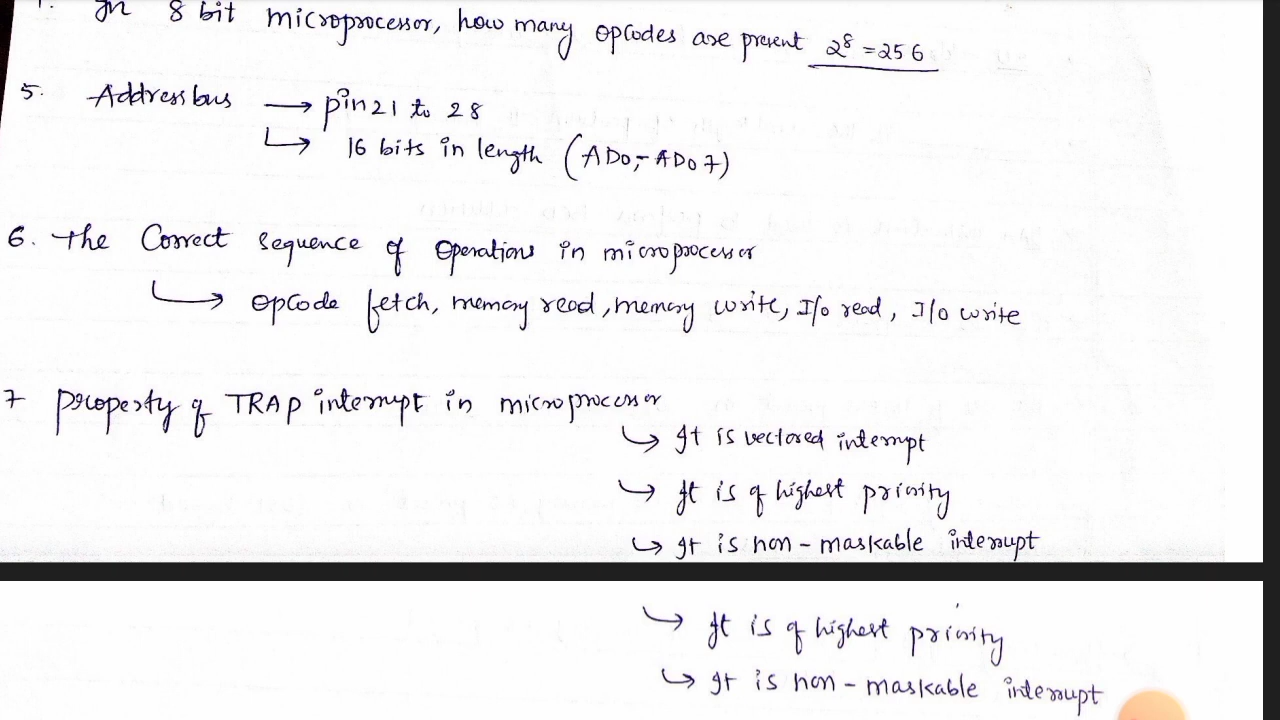 In 8 bit microprocessor, how many opcodes are present 2⁸ = 256
5. Address bus → pin 21 to 28
↳ 16 bits in length (AD0,- AD07)
6. The Correct sequence of operations in microprocessor
↳ opcode fetch, memory read, memory write, I/o read, I/o write
7 property of TRAP interrupt in microprocessor
↳ It is vectored interrupt
↳ It is of highest priority
↳ It is non - maskable interrupt
↳ It is of highest priority
↳ It is non - maskable interrupt